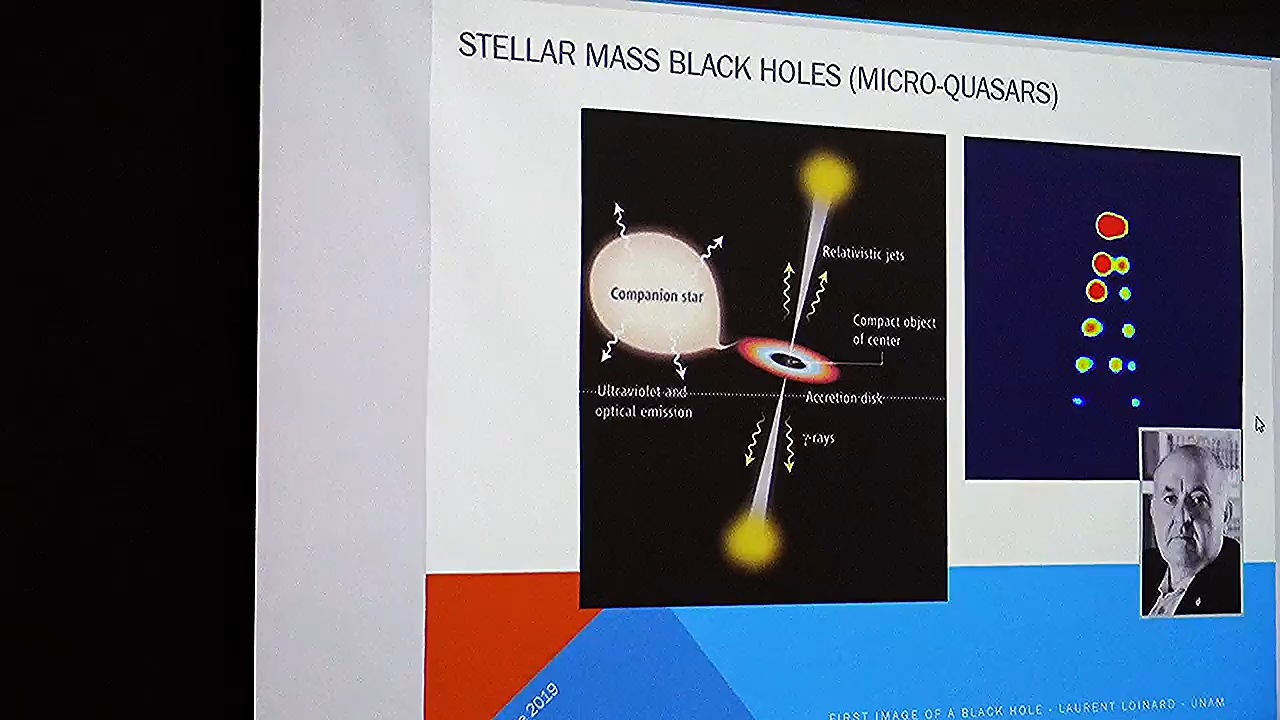 STELLAR MASS BLACK HOLES (MICRO-QUASARS)
Relativistic jets
Companion star
Compact object
of center
Ultraviolet and
optical emission
Accretion disk
γ-rays
2019
FIRST IMAGE OF A BLACK HOLE - LAURENT LOINARD - UNAM